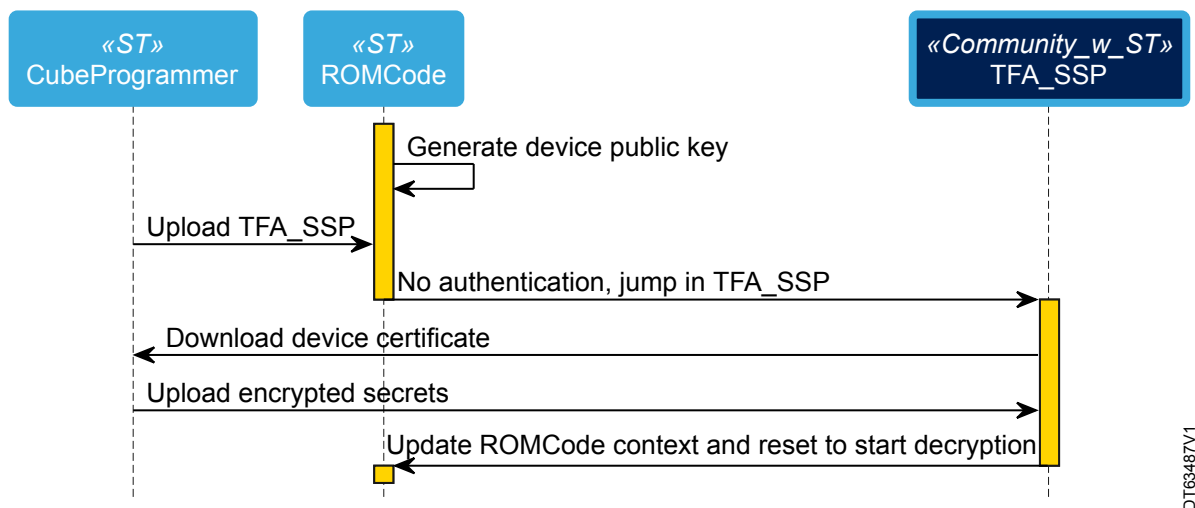 «ST»
CubeProgrammer
«ST»
ROMCode
«Community_w_ST»
TFA_SSP
Generate device public key
Upload TFA_SSP
No authentication, jump in TFA_SSP
Download device certificate
Upload encrypted secrets
Update ROMCode context and reset to start decryption
DT63487V1